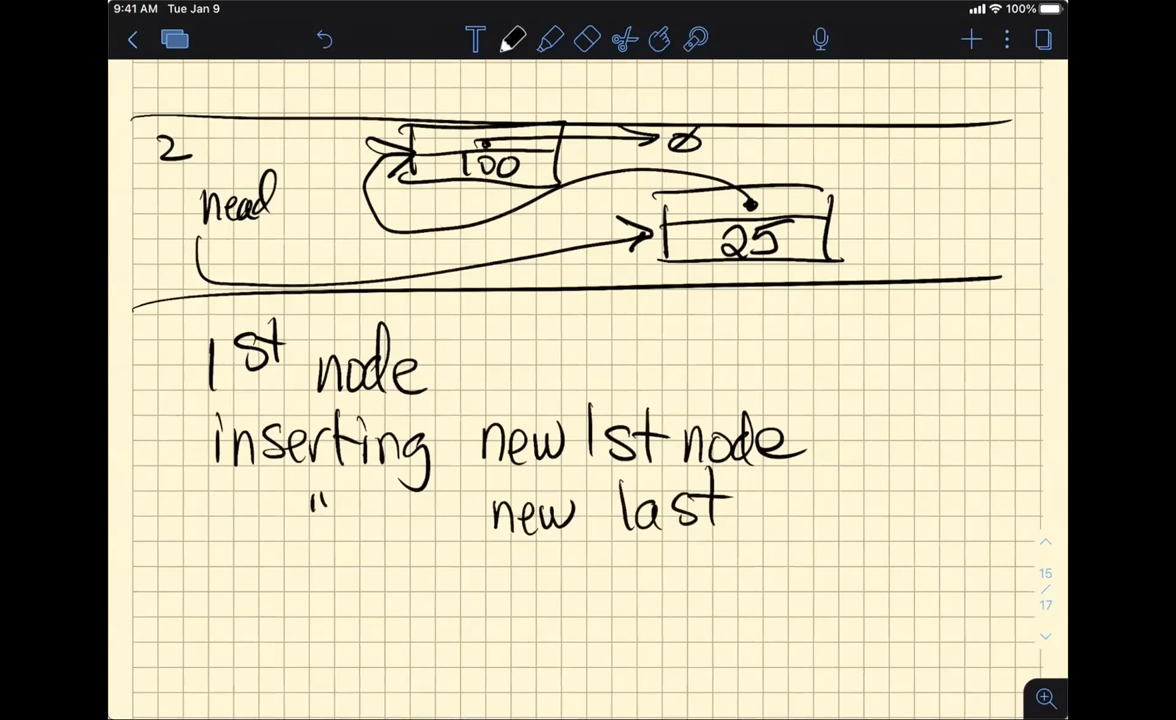 9:41 AM Tue Jan 9 100%
2
100
Ø
head
25
1st node
inserting new 1st node
" new last
15
/
17